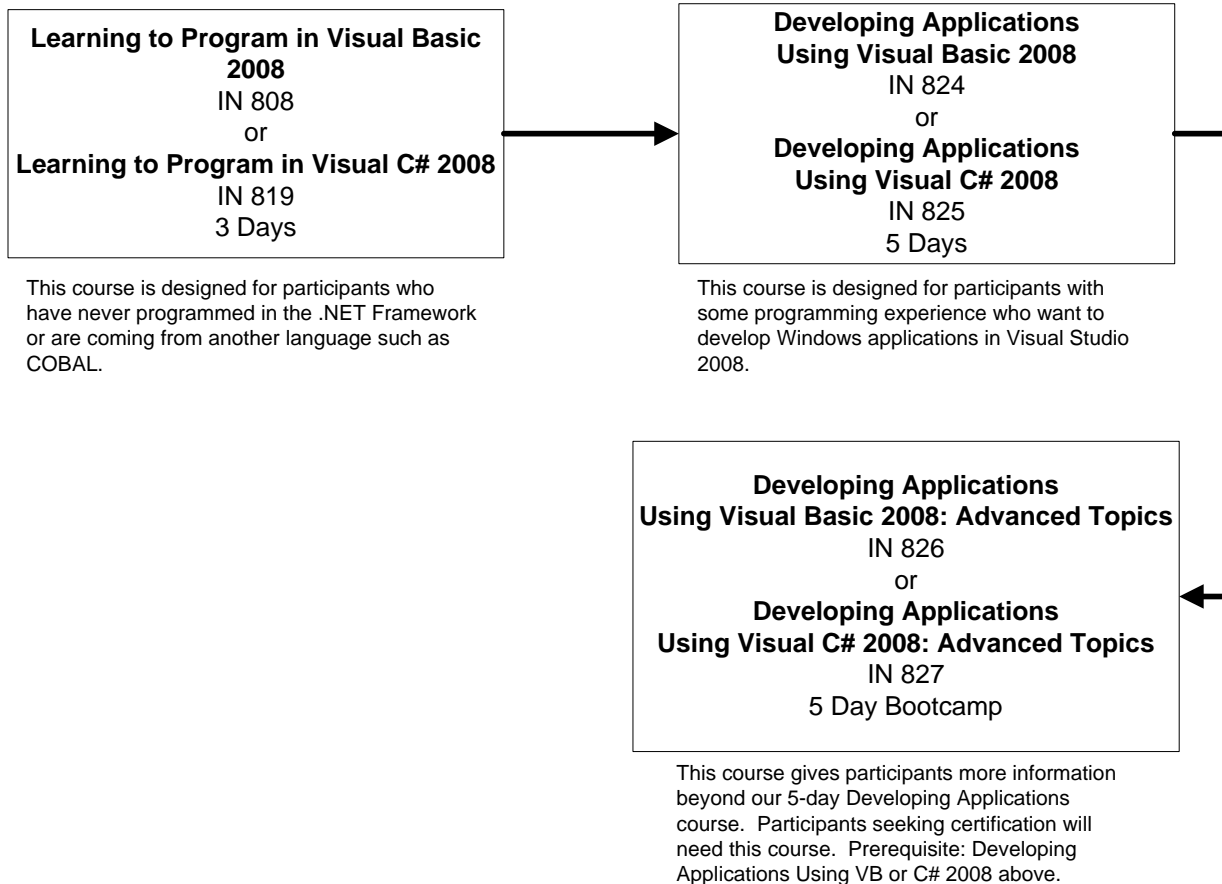 Learning to Program in Visual Basic
2008
IN 808
or
Learning to Program in Visual C# 2008
IN 819
3 Days
This course is designed for participants who
have never programmed in the .NET Framework
or are coming from another language such as
COBAL.
Developing Applications
Using Visual Basic 2008
IN 824
or
Developing Applications
Using Visual C# 2008
IN 825
5 Days
This course is designed for participants with
some programming experience who want to
develop Windows applications in Visual Studio
2008.
Developing Applications
Using Visual Basic 2008: Advanced Topics
IN 826
or
Developing Applications
Using Visual C# 2008: Advanced Topics
IN 827
5 Day Bootcamp
This course gives participants more information
beyond our 5-day Developing Applications
course.  Participants seeking certification will
need this course.  Prerequisite: Developing
Applications Using VB or C# 2008 above.